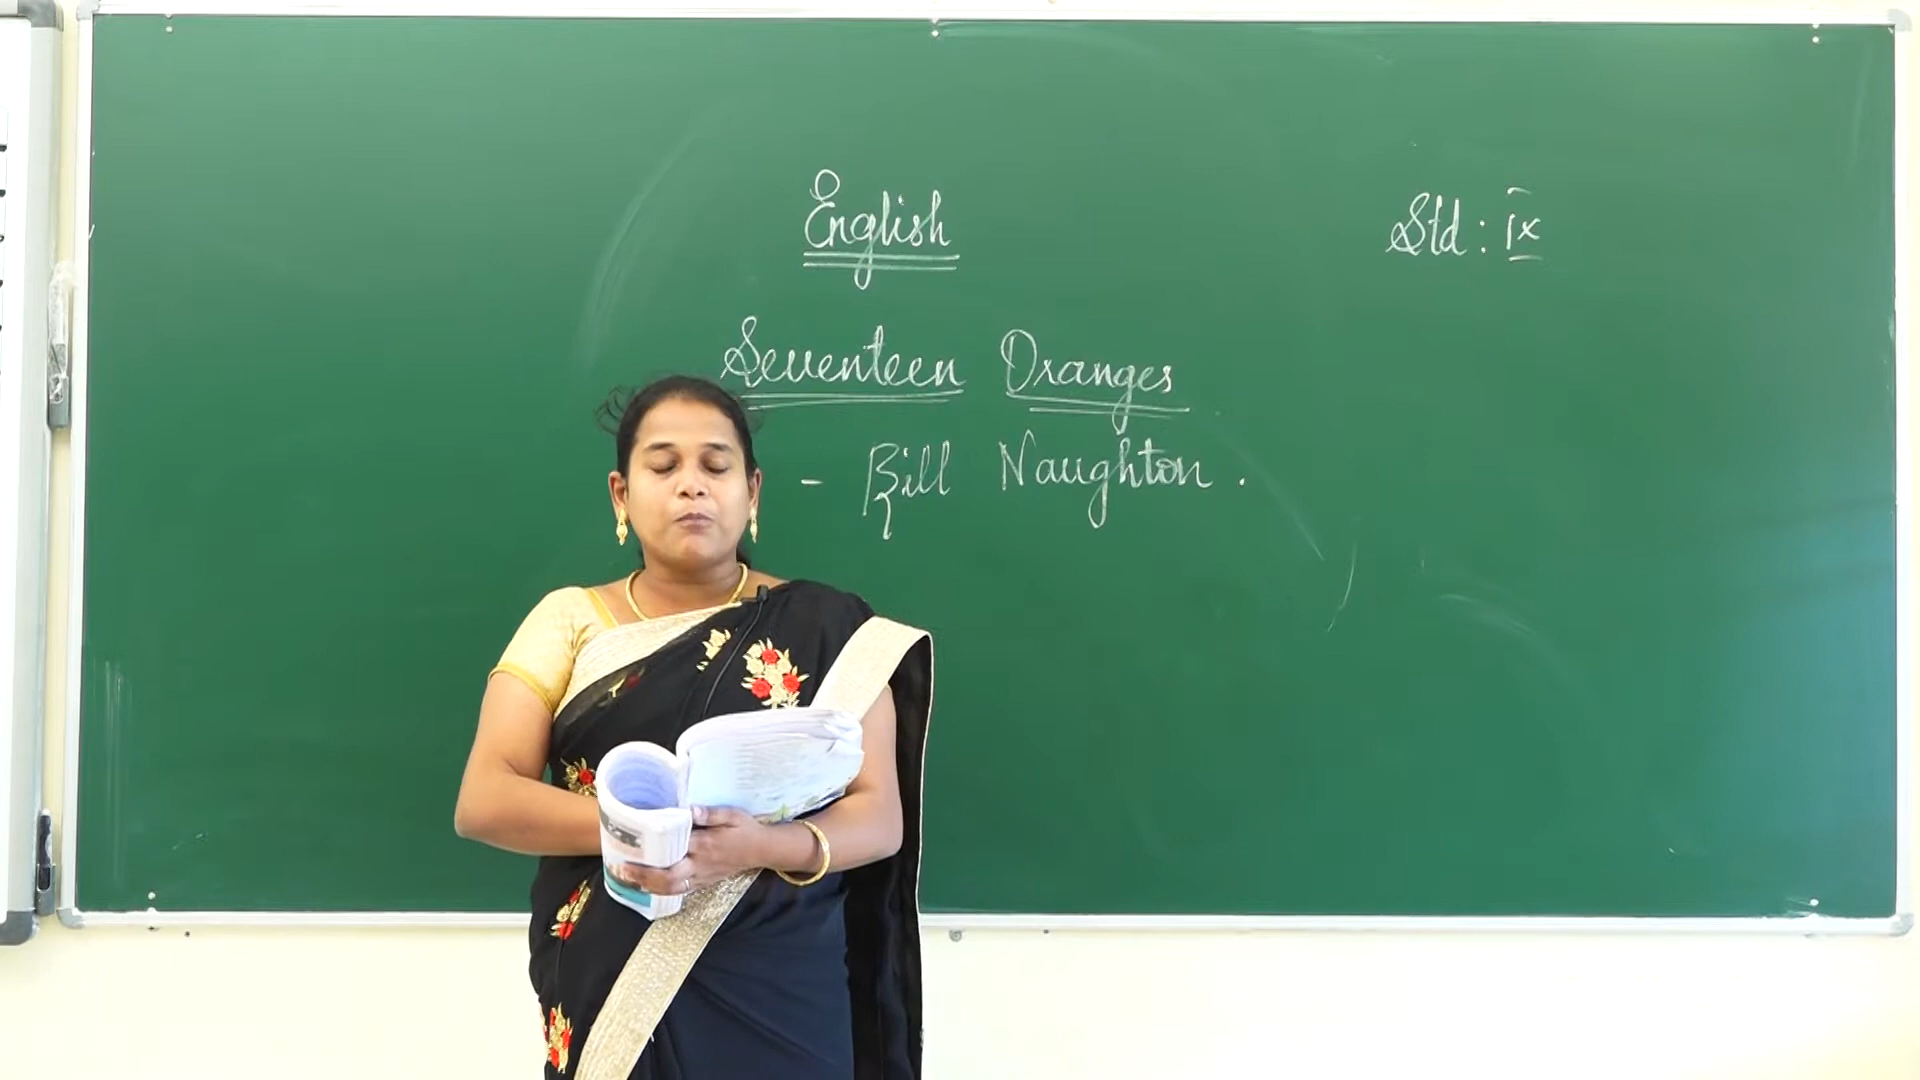 English
Std : IX
Seventeen Oranges
- Bill Naughton .